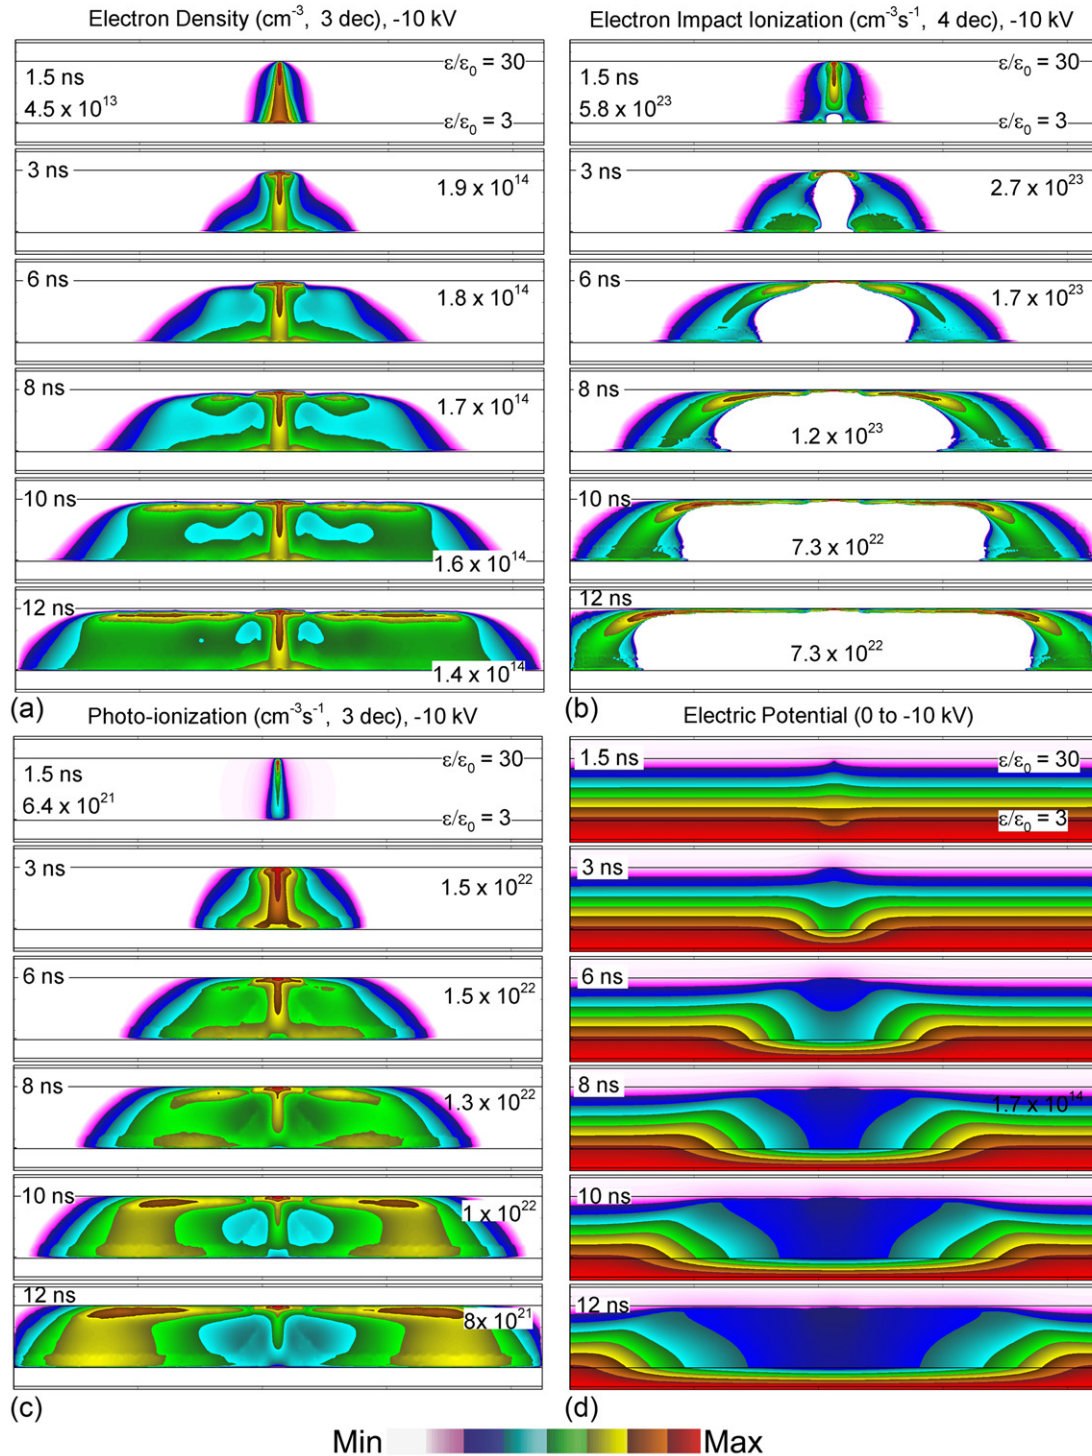 Electron Density (cm⁻³, 3 dec), -10 kV
1.5 ns
4.5 x 10¹³
ε/ε₀ = 30
ε/ε₀ = 3
3 ns
1.9 x 10¹⁴
6 ns
1.8 x 10¹⁴
8 ns
1.7 x 10¹⁴
10 ns
1.6 x 10¹⁴
12 ns
1.4 x 10¹⁴
(a)
Electron Impact Ionization (cm⁻³s⁻¹, 4 dec), -10 kV
1.5 ns
5.8 x 10²³
ε/ε₀ = 30
ε/ε₀ = 3
3 ns
2.7 x 10²³
6 ns
1.7 x 10²³
8 ns
1.2 x 10²³
10 ns
7.3 x 10²²
12 ns
7.3 x 10²²
(b)
Photo-ionization (cm⁻³s⁻¹, 3 dec), -10 kV
1.5 ns
6.4 x 10²¹
ε/ε₀ = 30
ε/ε₀ = 3
3 ns
1.5 x 10²²
6 ns
1.5 x 10²²
8 ns
1.3 x 10²²
10 ns
1 x 10²²
12 ns
8x 10²¹
(c)
Electric Potential (0 to -10 kV)
1.5 ns
ε/ε₀ = 30
ε/ε₀ = 3
3 ns
6 ns
8 ns
1.7 x 10¹⁴
10 ns
12 ns
(d)
Min Max